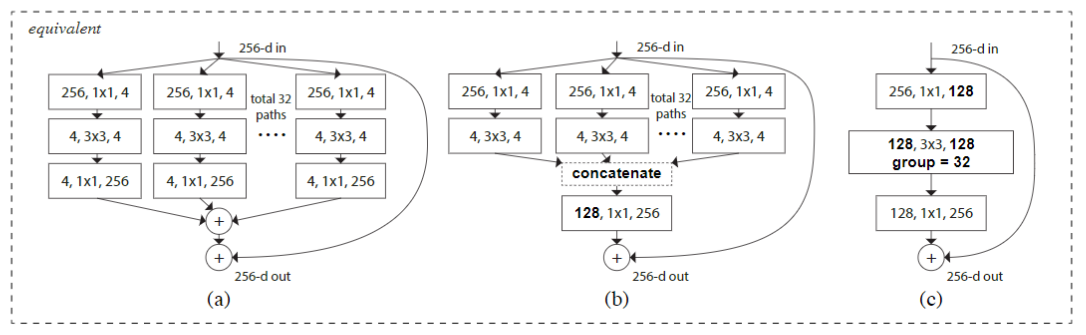 equivalent
256-d in
256, 1x1, 4
256, 1x1, 4
total 32
paths
256, 1x1, 4
4, 3x3, 4
4, 3x3, 4
....
4, 3x3, 4
4, 1x1, 256
4, 1x1, 256
4, 1x1, 256
+
+
256-d out
(a)
256-d in
256, 1x1, 4
256, 1x1, 4
total 32
paths
256, 1x1, 4
4, 3x3, 4
4, 3x3, 4
....
4, 3x3, 4
concatenate
128, 1x1, 256
+
256-d out
(b)
256-d in
256, 1x1, 128
128, 3x3, 128
group = 32
128, 1x1, 256
+
256-d out
(c)